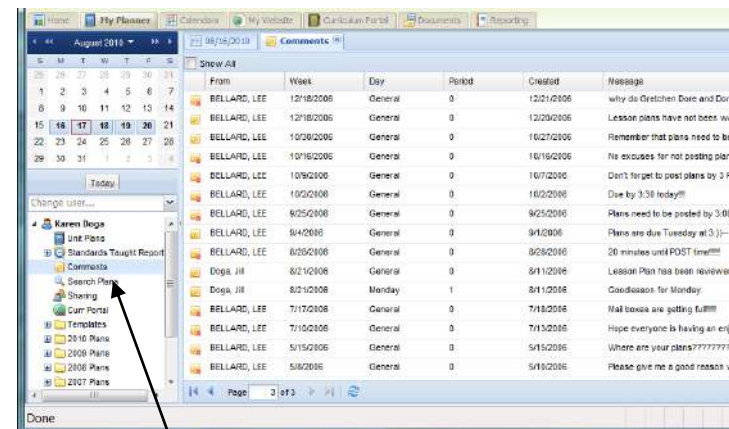 Home My Planner Calendars My Website Curriculum Portal Documents Reporting
August 2010 08/16/2010 Comments
S M T W T F S Show All
25 26 27 28 29 30 31 From Week Day Period Created Message
1 2 3 4 5 6 7 BELLARD, LEE 12/18/2006 General 0 12/21/2006 why do Gretchen Dore and Dor
8 9 10 11 12 13 14 BELLARD, LEE 12/18/2006 General 0 12/20/2006 Lesson plans have not been
15 16 17 18 19 20 21 BELLARD, LEE 10/30/2006 General 0 10/27/2006 Remember that plans need to b
22 23 24 25 26 27 28 BELLARD, LEE 10/16/2006 General 0 10/16/2006 No excuses for not posting plan
29 30 31 1 2 3 4 BELLARD, LEE 10/9/2006 General 0 10/7/2006 Don't forget to post plans by 3
Today BELLARD, LEE 10/2/2006 General 0 10/2/2006 Due by 3:30 today!!!!
Change user... BELLARD, LEE 9/25/2006 General 0 9/25/2006 Plans need to be posted by 3:0
Karen Doga BELLARD, LEE 9/4/2006 General 0 9/1/2006 Plans are due Tuesday at 3:))--
Unit Plans
Standards Taught Report BELLARD, LEE 8/28/2006 General 0 8/28/2006 20 minutes until POST time!!!!!
Comments Doga, Jill 8/21/2006 General 0 8/11/2006 Lesson Plan has been reviewe
Search Plans
Sharing Doga, Jill 8/21/2006 Monday 1 8/11/2006 Goodleason for Monday.
Curr Portal BELLARD, LEE 7/17/2006 General 0 7/18/2006 Mail boxes are getting full!!!!
Templates BELLARD, LEE 7/10/2006 General 0 7/13/2006 Hope everyone is having an enj
2010 Plans
2009 Plans BELLARD, LEE 5/15/2006 General 0 5/15/2006 Where are your plans????????
2008 Plans BELLARD, LEE 5/8/2006 General 0 5/10/2006 Please give me a good reason
2007 Plans
Page 3 of 3
Done